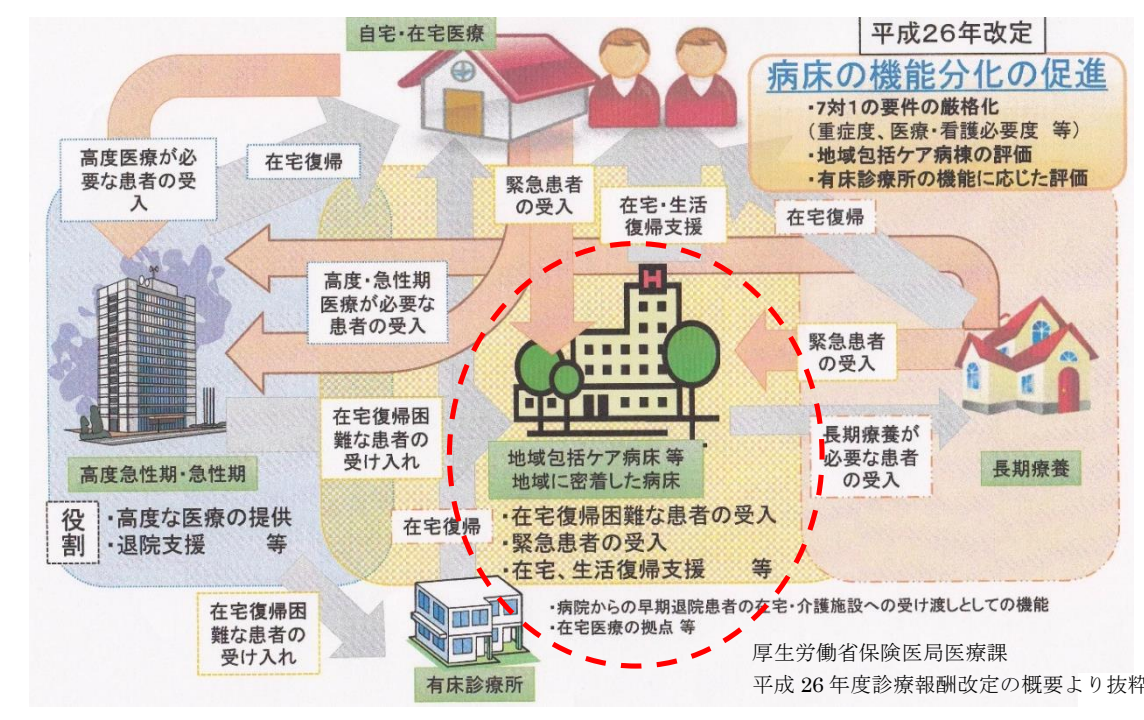 自宅・在宅医療
平成26年改定
病床の機能分化の促進
・7対1の要件の厳格化
（重症度、医療・看護必要度 等）
・地域包括ケア病棟の評価
・有床診療所の機能に応じた評価
高度医療が必
要な患者の受
入
在宅復帰
緊急患者
の受入
在宅・生活
復帰支援
在宅復帰
高度・急性期
医療が必要な
患者の受入
H
緊急患者
の受入
在宅復帰困
難な患者の
受け入れ
長期療養が
必要な患者
の受入
高度急性期・急性期
地域包括ケア病床 等
地域に密着した病床
長期療養
役
割
・高度な医療の提供
・退院支援 等
在宅復帰
・在宅復帰困難な患者の受入
・緊急患者の受入
・在宅、生活復帰支援 等
在宅復帰困
難な患者の
受け入れ
・病院からの早期退院患者の在宅・介護施設への受け渡しとしての機能
・在宅医療の拠点 等
有床診療所
厚生労働省保険医局医療課
平成 26 年度診療報酬改定の概要より抜粋